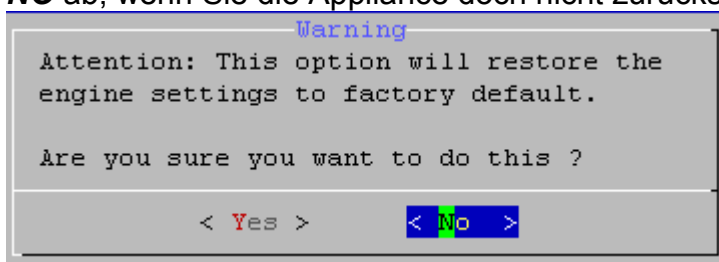 NO ab, wenn Sie die Appliance doch nicht zurücks
Warning
Attention: This option will restore the
engine settings to factory default.
Are you sure you want to do this ?
< Yes > < No >